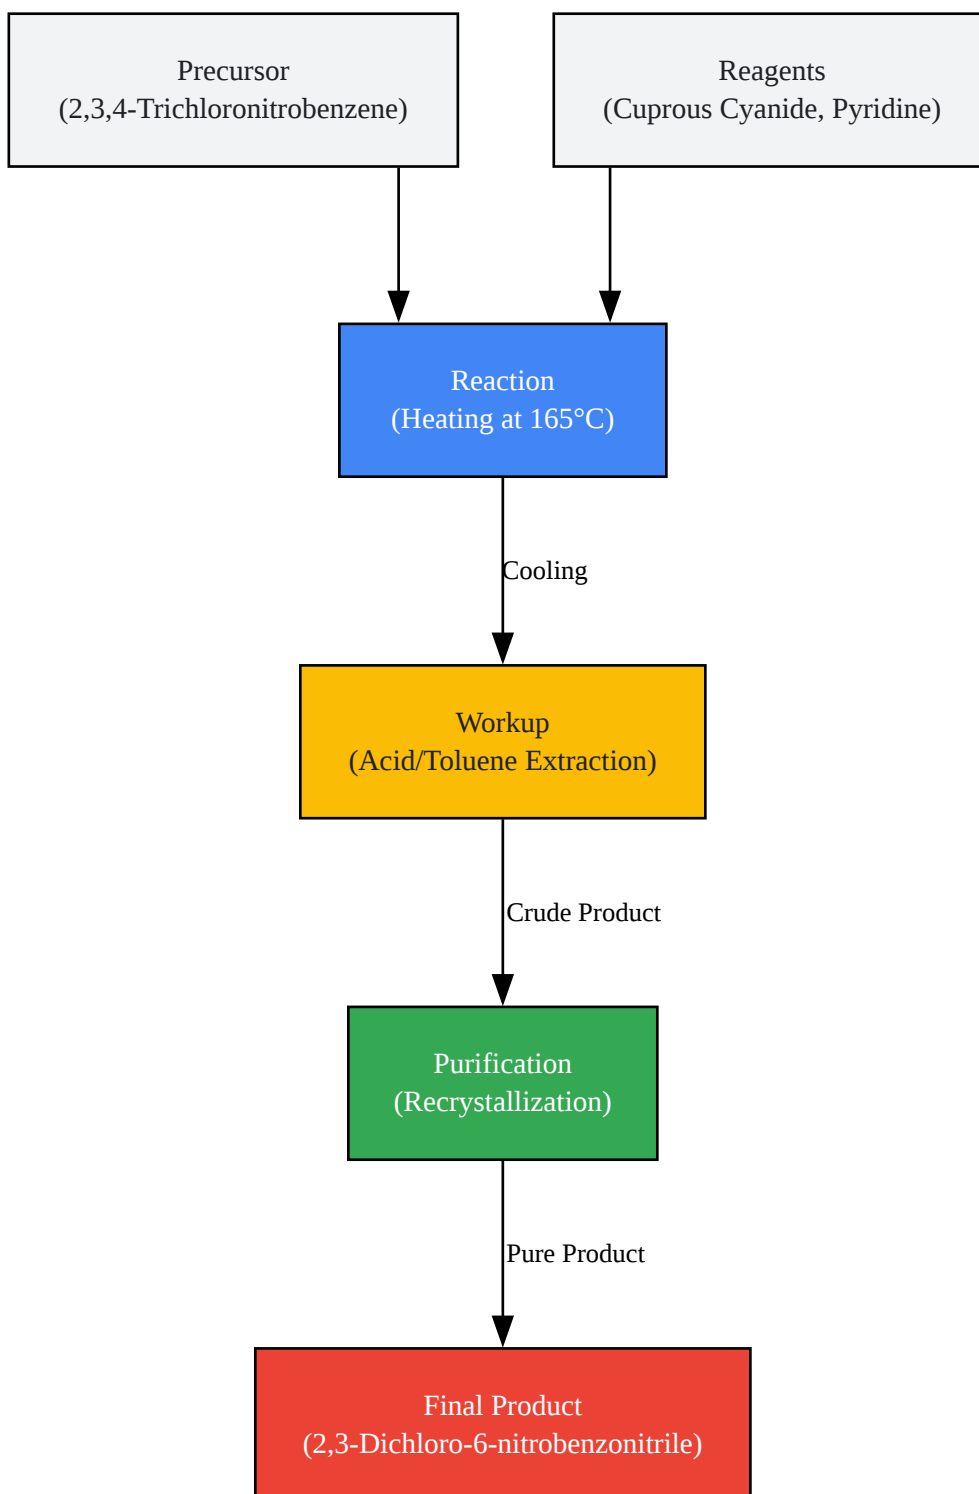 Precursor
(2,3,4-Trichloronitrobenzene)
Reagents
(Cuprous Cyanide, Pyridine)
Reaction
(Heating at 165°C)
Cooling
Workup
(Acid/Toluene Extraction)
Crude Product
Purification
(Recrystallization)
Pure Product
Final Product
(2,3-Dichloro-6-nitrobenzonitrile)